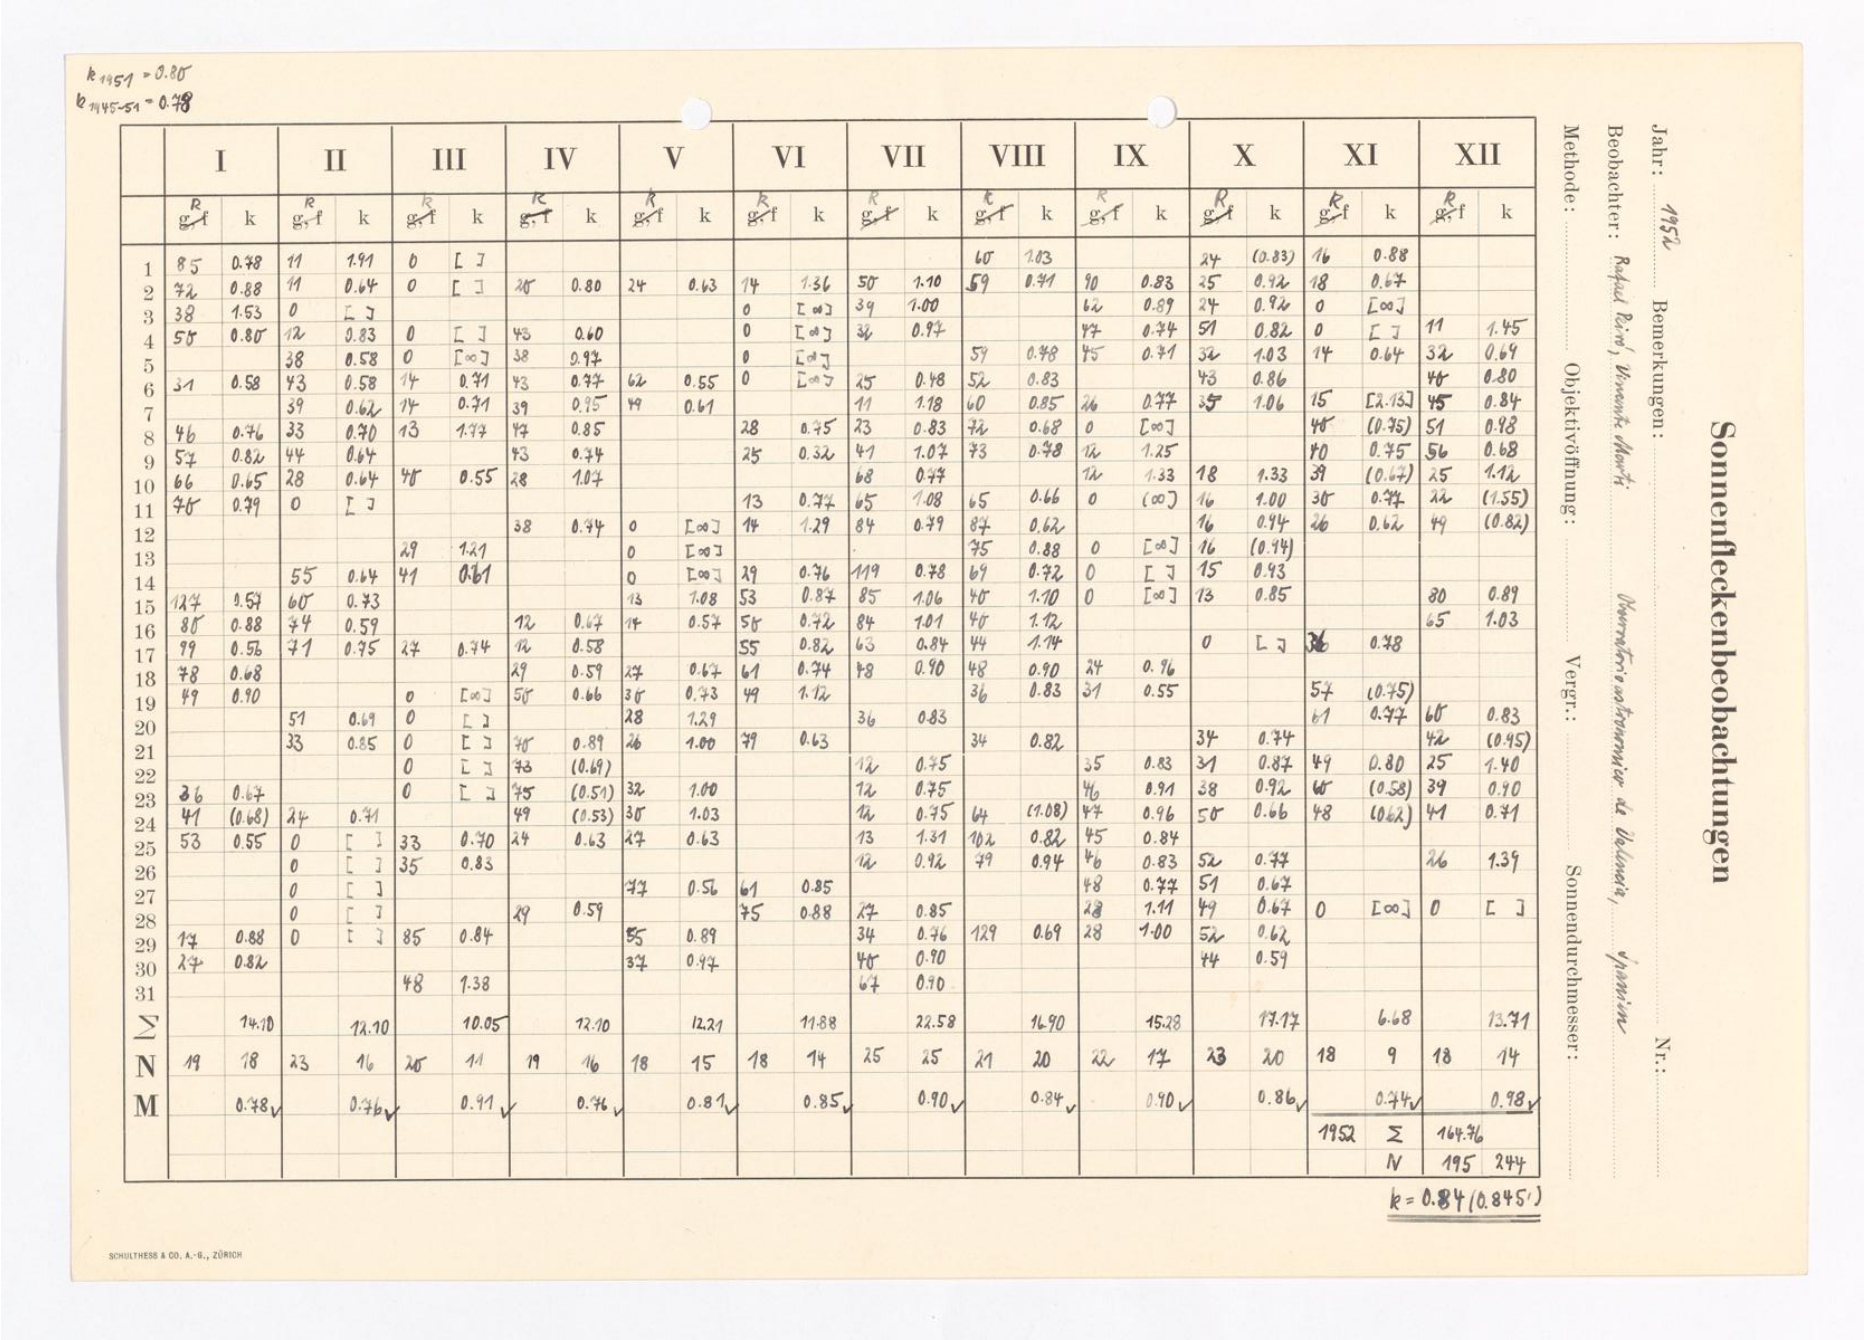 k 1951 = 0.80
k 1945-51 = 0.78
I II III IV V VI VII VIII IX X XI XII
R g,f k R g,f k R g,f k R g,f k R g,f k R g,f k R g,f k R g,f k R g,f k R g,f k R g,f k R g,f k
1 85 0.78 11 1.91 0 [ ] 60 1.03 24 (0.83) 16 0.88
2 72 0.88 11 0.64 0 [ ] 20 0.80 24 0.63 14 1.36 50 1.10 59 0.71 90 0.83 25 0.92 18 0.67
3 38 1.53 0 [ ] 0 [∞] 39 1.00 62 0.89 24 0.92 0 [∞]
4 50 0.80 12 0.83 0 [ ] 43 0.60 0 [∞] 32 0.97 47 0.74 51 0.82 0 [ ] 11 1.45
5 38 0.58 0 [∞] 38 0.97 0 [∞] 59 0.78 45 0.71 32 1.03 14 0.64 32 0.69
6 31 0.58 43 0.58 14 0.71 43 0.77 62 0.55 0 [∞] 25 0.48 52 0.83 43 0.86 40 0.80
7 39 0.62 14 0.71 39 0.95 49 0.61 11 1.18 60 0.85 26 0.77 35 1.06 15 [2.13] 45 0.84
8 46 0.76 33 0.70 13 1.77 47 0.85 28 0.75 23 0.83 72 0.68 0 [∞] 40 (0.75) 51 0.98
9 57 0.82 44 0.64 43 0.74 25 0.32 41 1.07 73 0.78 12 1.25 40 0.75 56 0.68
10 66 0.65 28 0.64 40 0.55 28 1.07 68 0.77 12 1.33 18 1.33 39 (0.67) 25 1.12
11 70 0.79 0 [ ] 13 0.77 65 1.08 65 0.66 0 (∞] 16 1.00 30 0.77 22 (1.55)
12 38 0.74 0 [∞] 14 1.29 84 0.79 87 0.62 16 0.94 26 0.62 49 (0.82)
13 29 1.21 0 [∞] 75 0.88 0 [∞] 16 (0.94)
14 55 0.64 41 0.61 0 [∞] 29 0.76 119 0.78 69 0.72 0 [ ] 15 0.93
15 127 0.57 60 0.73 13 1.08 53 0.87 85 1.06 40 1.10 0 [∞] 13 0.85 80 0.89
16 80 0.88 74 0.59 12 0.67 14 0.57 50 0.72 84 1.01 40 1.12 65 1.03
17 99 0.56 71 0.75 27 0.74 12 0.58 55 0.82 63 0.84 44 1.14 0 [ ] 36 0.78
18 78 0.68 29 0.59 27 0.67 61 0.74 48 0.90 48 0.90 24 0.96
19 49 0.90 0 [∞] 50 0.66 30 0.73 49 1.12 36 0.83 31 0.55 57 (0.75)
20 51 0.69 0 [ ] 28 1.29 36 0.83 61 0.77 60 0.83
21 33 0.85 0 [ ] 70 0.89 26 1.00 79 0.63 34 0.82 34 0.74 42 (0.95)
22 0 [ ] 73 (0.69) 12 0.75 35 0.83 31 0.87 49 0.80 25 1.40
23 36 0.67 0 [ ] 75 (0.51) 32 1.00 12 0.75 46 0.91 38 0.92 60 (0.58) 39 0.90
24 41 (0.68) 24 0.71 49 (0.53) 30 1.03 12 0.75 64 (1.08) 47 0.96 50 0.66 48 (0.62) 41 0.71
25 53 0.55 0 [ ] 33 0.70 24 0.63 27 0.63 13 1.31 102 0.82 45 0.84
26 0 [ ] 35 0.83 12 0.92 79 0.94 46 0.83 52 0.77 26 1.39
27 0 [ ] 77 0.56 61 0.85 48 0.77 51 0.67
28 0 [ ] 29 0.59 75 0.88 27 0.85 28 1.11 49 0.67 0 [∞] 0 [ ]
29 17 0.88 0 [ ] 85 0.84 55 0.89 34 0.76 129 0.69 28 1.00 52 0.62
30 27 0.82 37 0.97 40 0.90 44 0.59
31 48 1.38 67 0.90
Σ 14.10 12.10 10.05 12.10 12.21 11.88 22.58 16.90 15.28 17.17 6.68 13.71
N 19 18 23 16 20 11 19 16 18 15 18 14 25 25 21 20 22 17 23 20 18 9 18 14
M 0.78✓ 0.76✓ 0.91✓ 0.76✓ 0.81✓ 0.85✓ 0.90✓ 0.84✓ 0.90✓ 0.86✓ 0.74✓ 0.98✓
1952 Σ 164.76
N 195 244
k = 0.84 (0.845)
SCHULTHESS & CO. A.-G., ZÜRICH
Sonnenfleckenbeobachtungen
Jahr: 1952 Bemerkungen: Nr.:
Beobachter: Rafael Peiró, Vincente Marti Observatorio astronomico de Valencia, Spanien
Methode: Objektivöffnung: Vergr.: Sonnendurchmesser: